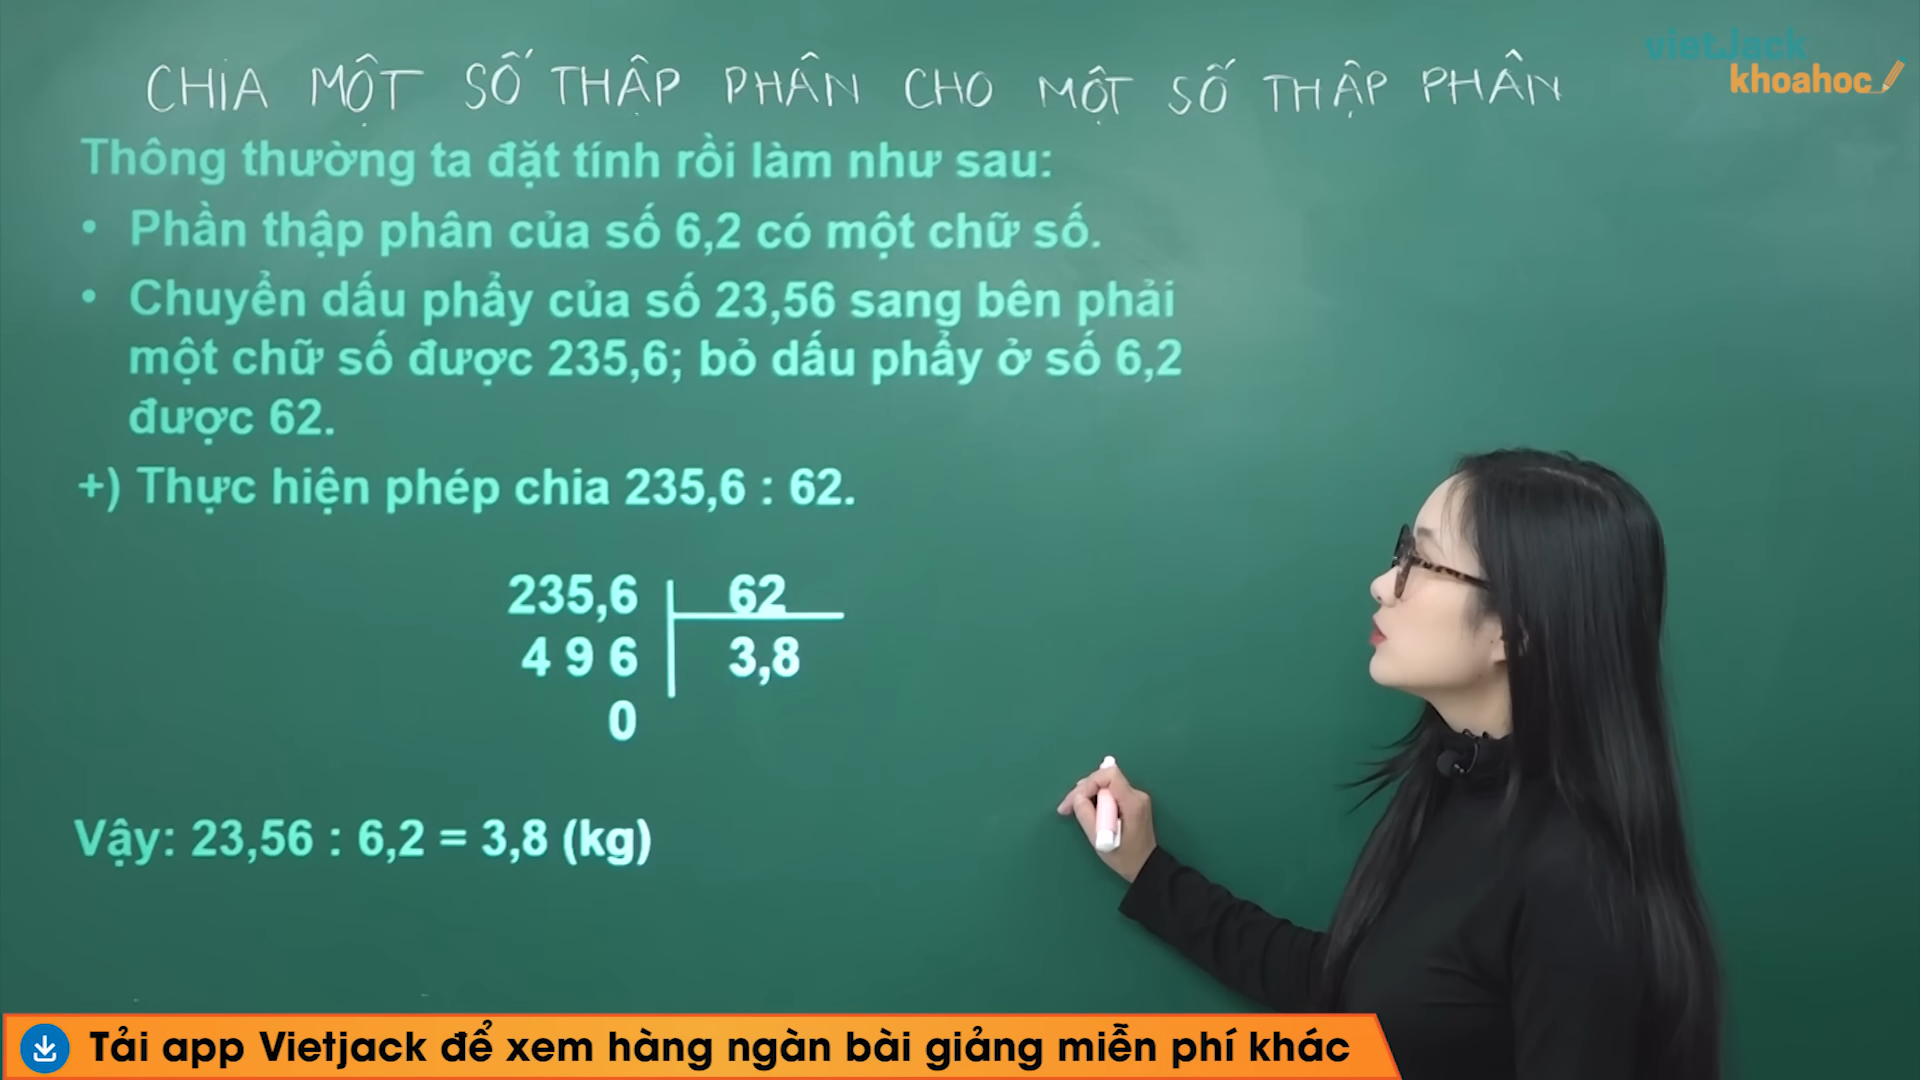 vietJack
khoahoc
CHIA MỘT SỐ THẬP PHÂN CHO MỘT SỐ THẬP PHÂN
Thông thường ta đặt tính rồi làm như sau:
• Phần thập phân của số 6,2 có một chữ số.
• Chuyển dấu phẩy của số 23,56 sang bên phải
một chữ số được 235,6; bỏ dấu phẩy ở số 6,2
được 62.
+) Thực hiện phép chia 235,6 : 62.
235,6 62
4 9 6 3,8
0
Vậy: 23,56 : 6,2 = 3,8 (kg)
Tải app Vietjack để xem hàng ngàn bài giảng miễn phí khác